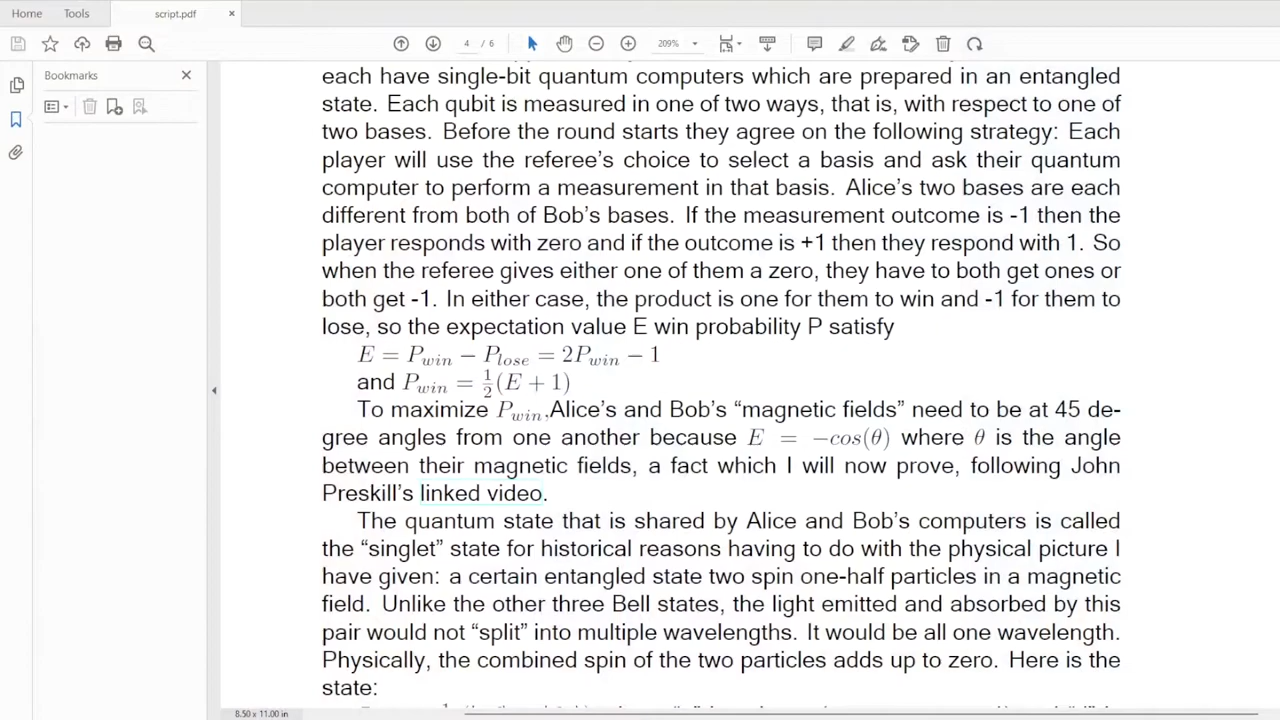 Home Tools script.pdf ×
4 / 6 209%
Bookmarks ×
each have single-bit quantum computers which are prepared in an entangled
state. Each qubit is measured in one of two ways, that is, with respect to one of
two bases. Before the round starts they agree on the following strategy: Each
player will use the referee's choice to select a basis and ask their quantum
computer to perform a measurement in that basis. Alice's two bases are each
different from both of Bob's bases. If the measurement outcome is -1 then the
player responds with zero and if the outcome is +1 then they respond with 1. So
when the referee gives either one of them a zero, they have to both get ones or
both get -1. In either case, the product is one for them to win and -1 for them to
lose, so the expectation value E win probability P satisfy
E = P_win − P_lose = 2P_win − 1
and P_win = 1/2(E + 1)
To maximize P_win,Alice's and Bob's “magnetic fields” need to be at 45 de-
gree angles from one another because E = −cos(θ) where θ is the angle
between their magnetic fields, a fact which I will now prove, following John
Preskill's linked video.
The quantum state that is shared by Alice and Bob's computers is called
the “singlet” state for historical reasons having to do with the physical picture I
have given: a certain entangled state two spin one-half particles in a magnetic
field. Unlike the other three Bell states, the light emitted and absorbed by this
pair would not “split” into multiple wavelengths. It would be all one wavelength.
Physically, the combined spin of the two particles adds up to zero. Here is the
state:
8.50 x 11.00 in